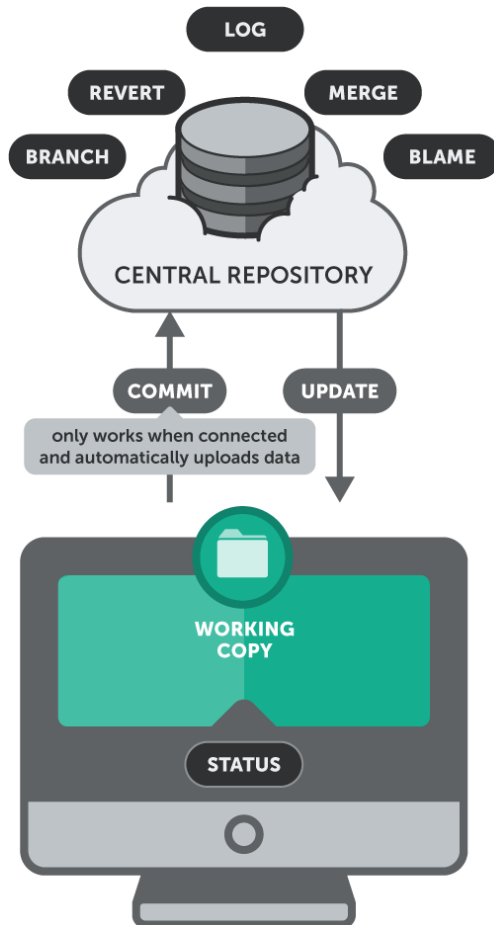 LOG
REVERT
MERGE
BRANCH
BLAME
CENTRAL REPOSITORY
COMMIT
UPDATE
only works when connected
and automatically uploads data
WORKING
COPY
STATUS